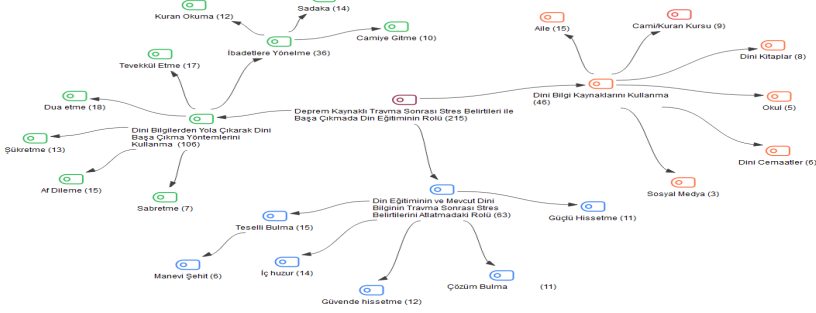 Sadaka (14)
Kuran Okuma (12)
Camiye Gitme (10)
İbadetlere Yönelme (36)
Tevekkül Etme (17)
Aile (15)
Cami/Kuran Kursu (9)
Dini Kitaplar (8)
Dini Bilgi Kaynaklarını Kullanma
(46)
Okul (5)
Dini Cemaatler (6)
Sosyal Medya (3)
Dua etme (18)
Deprem Kaynaklı Travma Sonrası Stres Belirtileri ile
Başa Çıkmada Din Eğitiminin Rolü (215)
Dini Bilgilerden Yola Çıkarak Dini
Başa Çıkma Yöntemlerini
Kullanma (106)
Şükretme (13)
Af Dileme (15)
Sabretme (7)
Din Eğitiminin ve Mevcut Dini
Bilginin Travma Sonrası Stres
Belirtilerini Atlatmadaki Rolü (63)
Güçlü Hissetme (11)
Teselli Bulma (15)
Manevi Şehit (6)
İç huzur (14)
Güvende hissetme (12)
Çözüm Bulma (11)